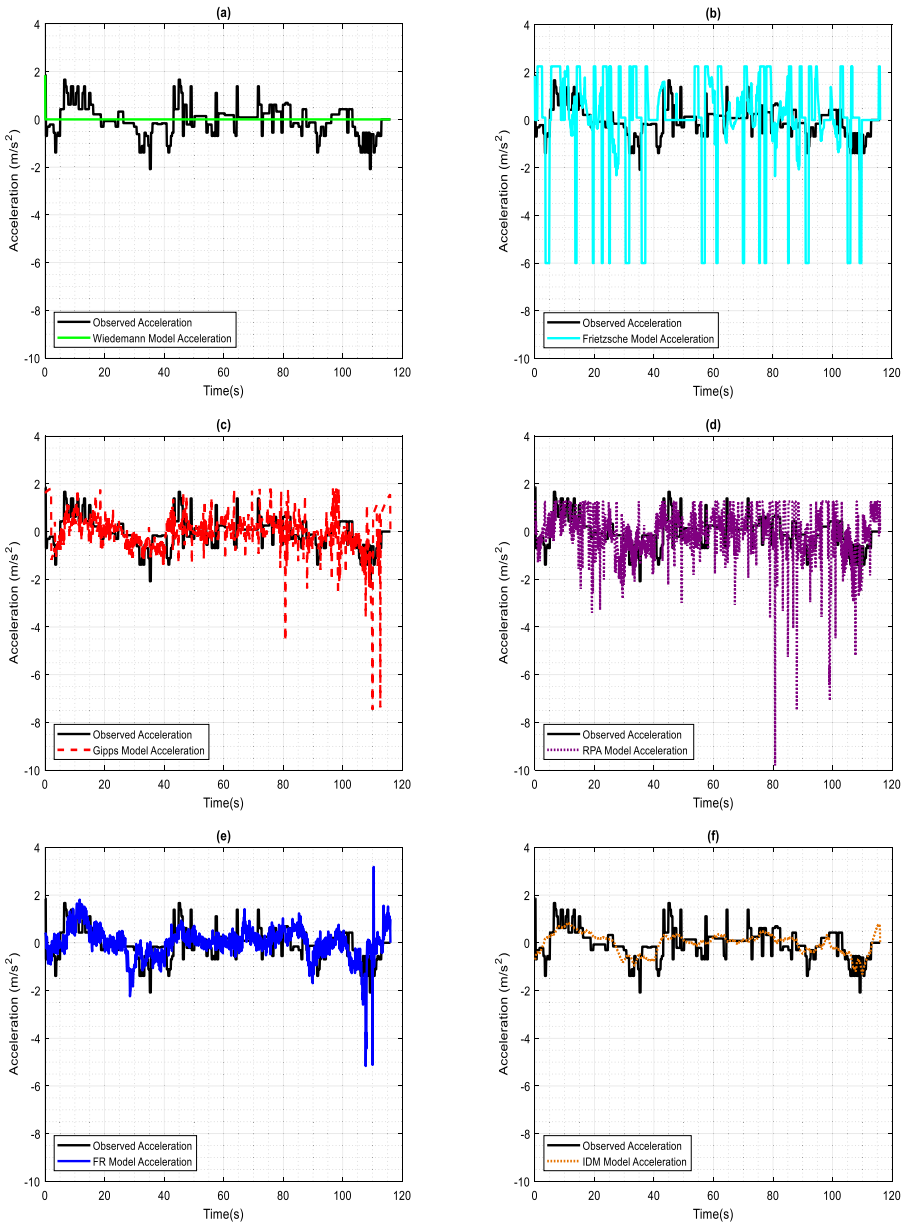 (a)
4
2
0
-2
-4
-6
-8
-10
Acceleration (m/s²)
Observed Acceleration
Wiedemann Model Acceleration
0 20 40 60 80 100 120
Time(s)
(b)
4
2
0
-2
-4
-6
-8
-10
Acceleration (m/s²)
Observed Acceleration
Frietzsche Model Acceleration
0 20 40 60 80 100 120
Time(s)
(c)
4
2
0
-2
-4
-6
-8
-10
Acceleration (m/s²)
Observed Acceleration
Gipps Model Acceleration
0 20 40 60 80 100 120
Time(s)
(d)
4
2
0
-2
-4
-6
-8
-10
Acceleration (m/s²)
Observed Acceleration
RPA Model Acceleration
0 20 40 60 80 100 120
Time(s)
(e)
4
2
0
-2
-4
-6
-8
-10
Acceleration (m/s²)
Observed Acceleration
FR Model Acceleration
0 20 40 60 80 100 120
Time(s)
(f)
4
2
0
-2
-4
-6
-8
-10
Acceleration (m/s²)
Observed Acceleration
IDM Model Acceleration
0 20 40 60 80 100 120
Time(s)